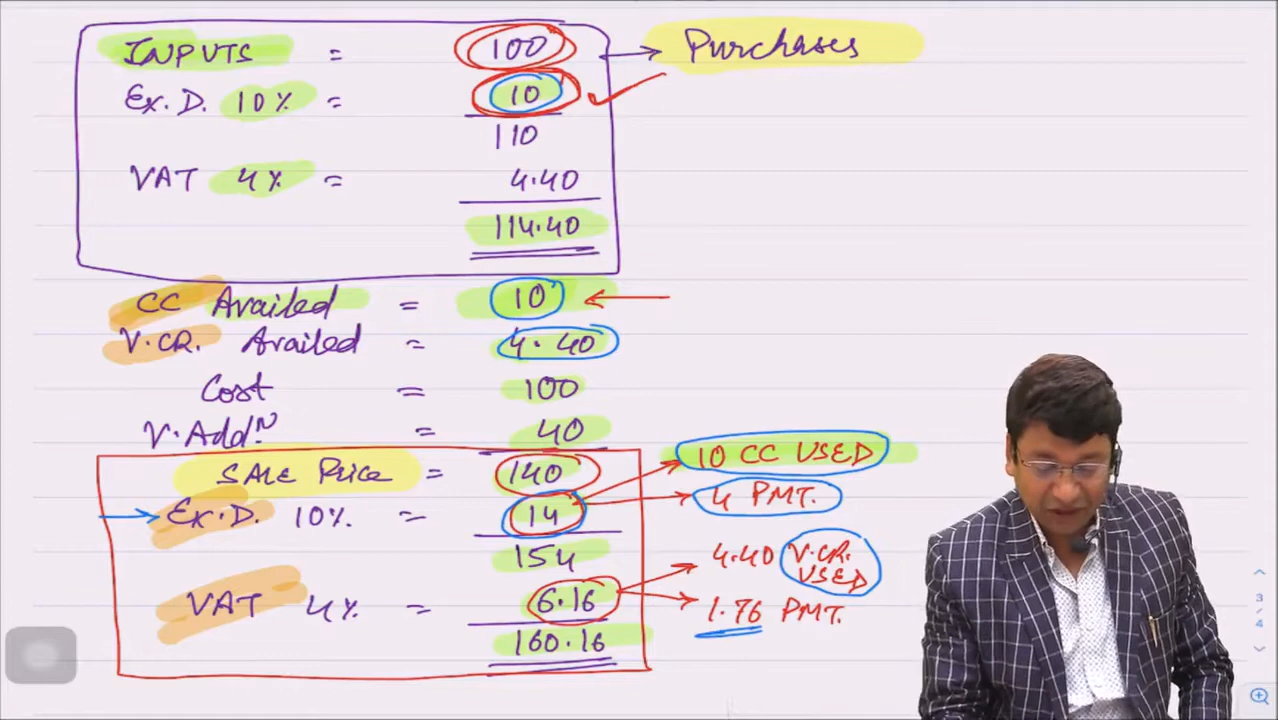 INPUTS = 100 → Purchases
Ex.D. 10% = 10
110
VAT 4% = 4.40
114.40
CC Availed = 10
V.CR. Availed = 4.40
Cost = 100
V.Addⁿ = 40
SALE Price = 140
10 CC USED
Ex.D. 10% = 14
4 PMT.
154
4.40 V.CR. USED
VAT 4% = 6.16
1.76 PMT.
160.16
3/4